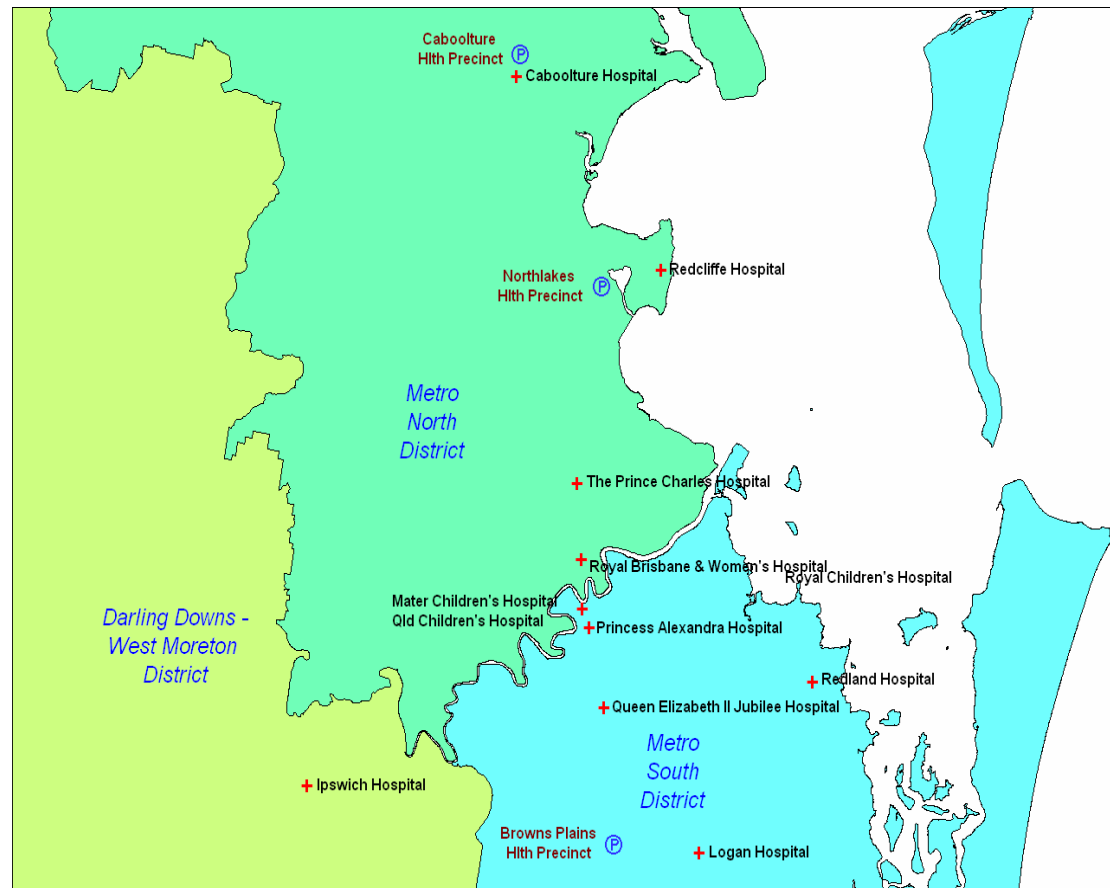 Caboolture
Hlth Precinct
P
Caboolture Hospital
Northlakes
Hlth Precinct
P
Redcliffe Hospital
Metro
North
District
The Prince Charles Hospital
Royal Brisbane & Women's Hospital
Royal Children's Hospital
Mater Children's Hospital
Qld Children's Hospital
Princess Alexandra Hospital
Darling Downs -
West Moreton
District
Redland Hospital
Queen Elizabeth II Jubilee Hospital
Metro
South
District
Ipswich Hospital
Browns Plains
Hlth Precinct
P
Logan Hospital